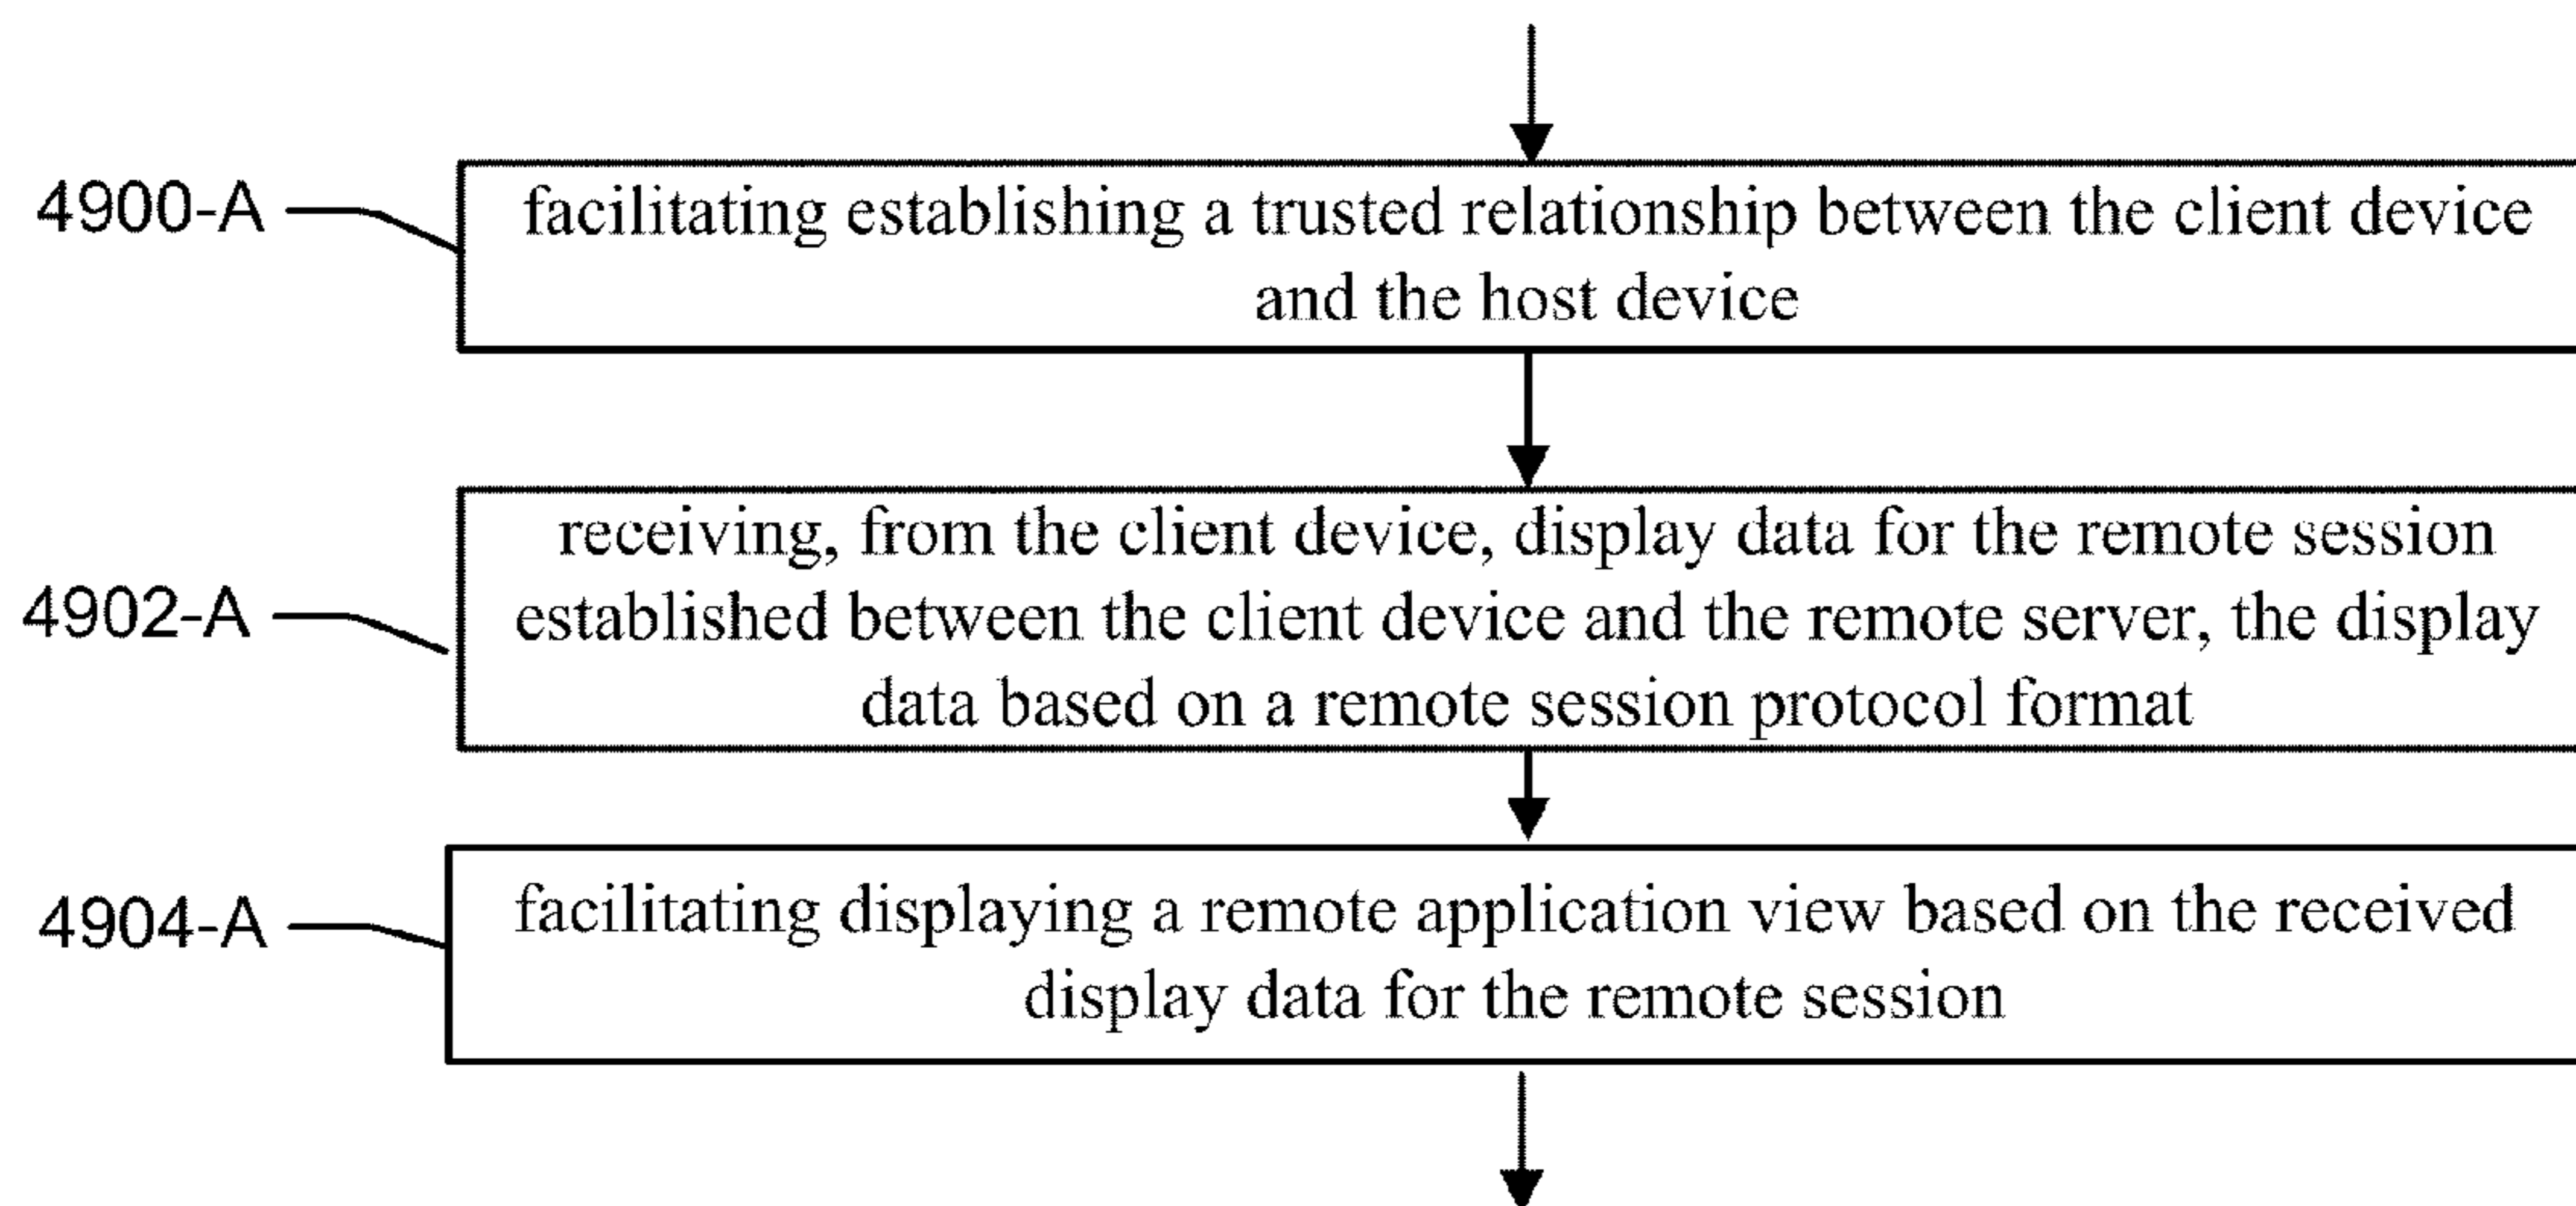 4900-A
facilitating establishing a trusted relationship between the client device
and the host device
4902-A
receiving, from the client device, display data for the remote session
established between the client device and the remote server, the display
data based on a remote session protocol format
4904-A
facilitating displaying a remote application view based on the received
display data for the remote session